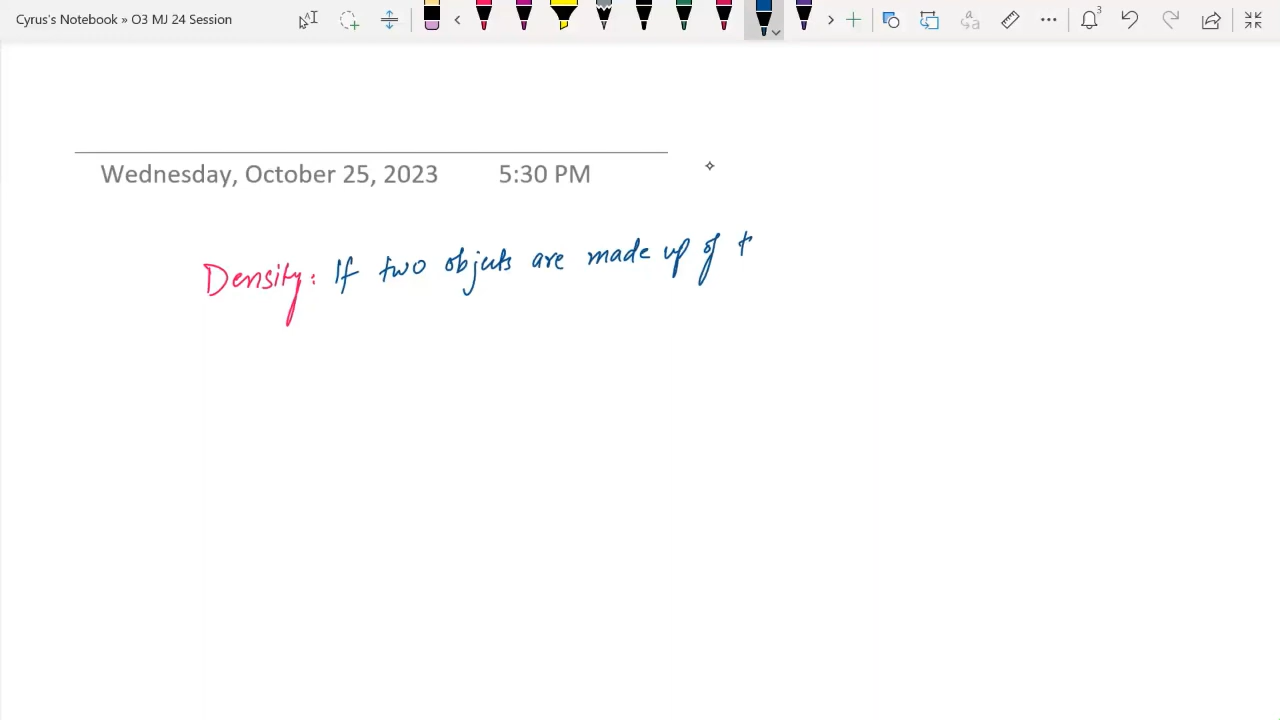 Cyrus's Notebook » O3 MJ 24 Session
3
Wednesday, October 25, 2023 5:30 PM
Density: If two objects are made up of t